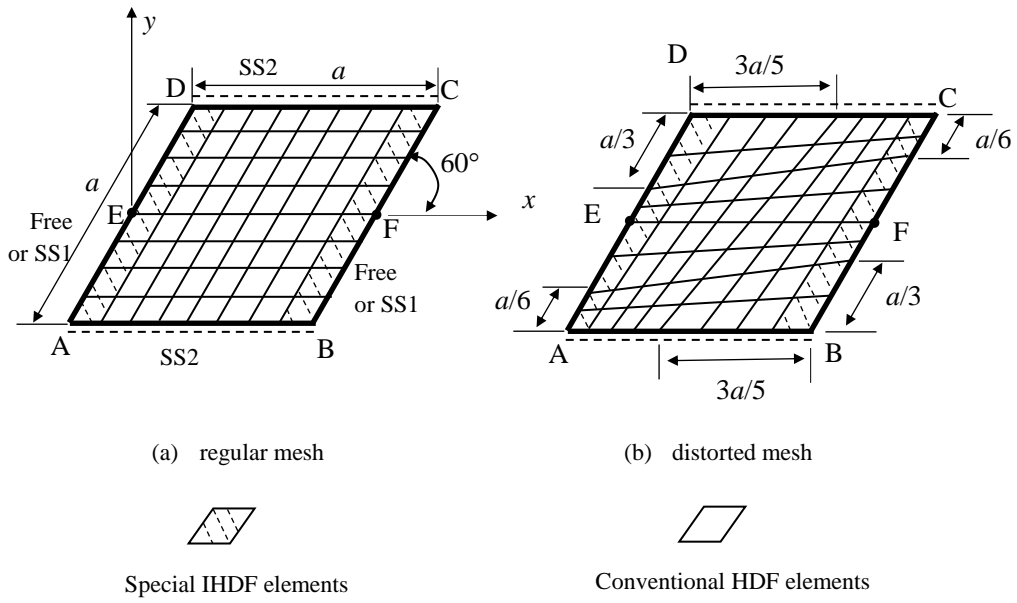 y
SS2
a
D
C
a
60°
Free
or SS1
E
F
x
Free
or SS1
A
B
SS2
D
3a/5
C
a/3
a/6
E
F
a/6
a/3
A
B
3a/5
(a) regular mesh
(b) distorted mesh
Special IHDF elements
Conventional HDF elements